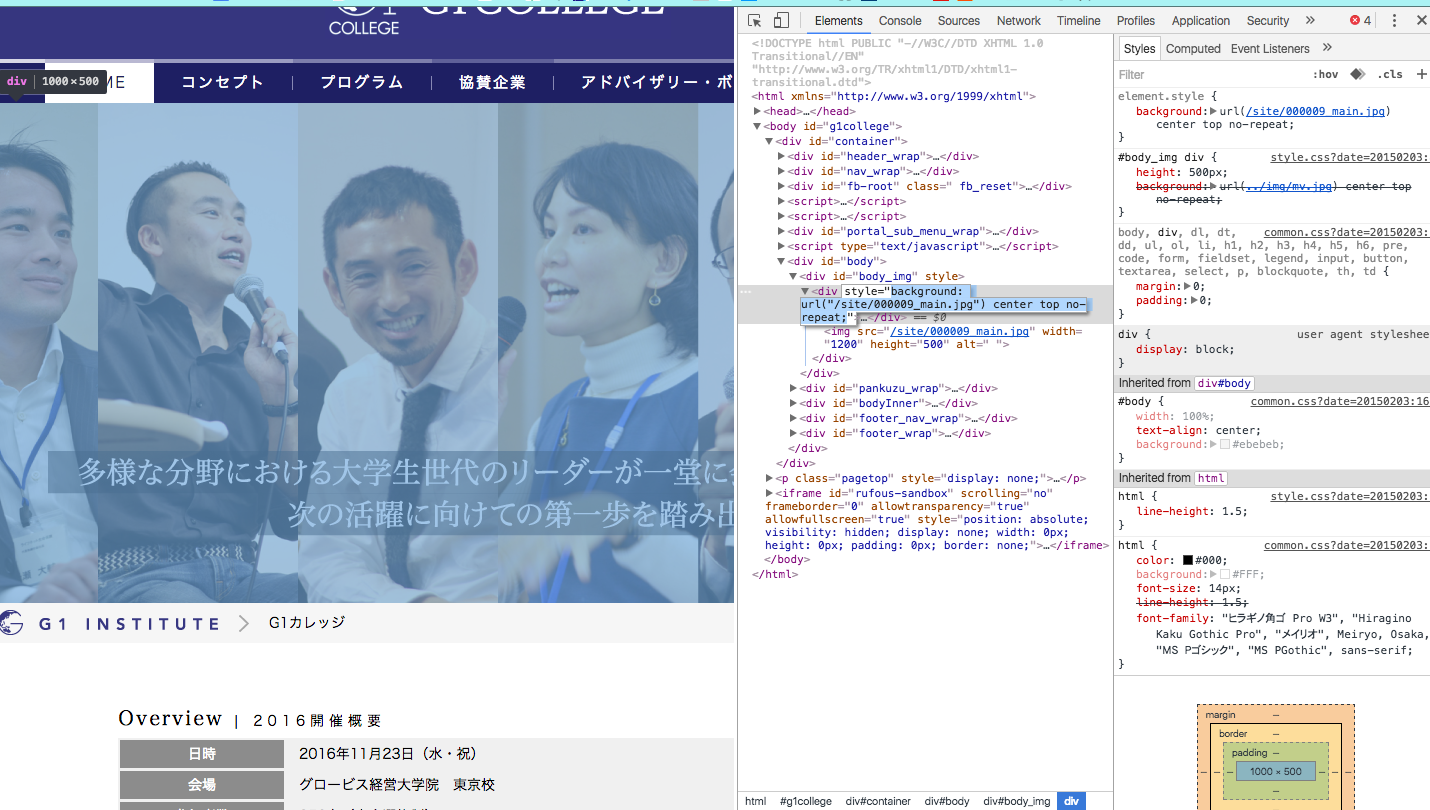 G1COLLEGE
COLLEGE
div 1000×500
ME
コンセプト
プログラム
協賛企業
アドバイザリー・ボ
多様な分野における大学生世代のリーダーが一堂に会
次の活躍に向けての第一歩を踏み出
G1 INSTITUTE
G1カレッジ
Overview | 2016開催概要
日時 2016年11月23日（水・祝）
会場 グロービス経営大学院　東京校
Elements Console Sources Network Timeline Profiles Application Security » 4
<!DOCTYPE html PUBLIC "-//W3C//DTD XHTML 1.0
Transitional//EN"
"http://www.w3.org/TR/xhtml1/DTD/xhtml1-
transitional.dtd">
<html xmlns="http://www.w3.org/1999/xhtml">
<head>…</head>
<body id="g1college">
<div id="container">
<div id="header_wrap">…</div>
<div id="nav_wrap">…</div>
<div id="fb-root" class=" fb_reset">…</div>
<script>…</script>
<script>…</script>
<div id="portal_sub_menu_wrap">…</div>
<script type="text/javascript">…</script>
<div id="body">
<div id="body_img" style>
<div style="background:
url("/site/000009_main.jpg") center top no-
repeat;" …</div> == $0
<img src="/site/000009_main.jpg" width=
"1200" height="500" alt=" ">
</div>
</div>
<div id="pankuzu_wrap">…</div>
<div id="bodyInner">…</div>
<div id="footer_nav_wrap">…</div>
<div id="footer_wrap">…</div>
</div>
</div>
<p class="pagetop" style="display: none;">…</p>
<iframe id="rufous-sandbox" scrolling="no"
frameborder="0" allowtransparency="true"
allowfullscreen="true" style="position: absolute;
visibility: hidden; display: none; width: 0px;
height: 0px; padding: 0px; border: none;">…</iframe>
</body>
</html>
html #g1college div#container div#body div#body_img div
Styles Computed Event Listeners »
Filter :hov .cls +
element.style {
background: url(/site/000009_main.jpg)
center top no-repeat;
}
#body_img div { style.css?date=20150203:
height: 500px;
background: url(../img/mv.jpg) center top
no-repeat;
}
body, div, dl, dt, common.css?date=20150203:
dd, ul, ol, li, h1, h2, h3, h4, h5, h6, pre,
code, form, fieldset, legend, input, button,
textarea, select, p, blockquote, th, td {
margin: 0;
padding: 0;
}
div { user agent styleshee
display: block;
}
Inherited from div#body
#body { common.css?date=20150203:16
width: 100%;
text-align: center;
background: #ebebeb;
}
Inherited from html
html { style.css?date=20150203:
line-height: 1.5;
}
html { common.css?date=20150203:
color: #000;
background: #FFF;
font-size: 14px;
line-height: 1.5;
font-family: "ヒラギノ角ゴ Pro W3", "Hiragino
Kaku Gothic Pro", "メイリオ", Meiryo, Osaka,
"MS Pゴシック", "MS PGothic", sans-serif;
}
margin –
border –
padding –
– – – 1000 × 500 – – –
–